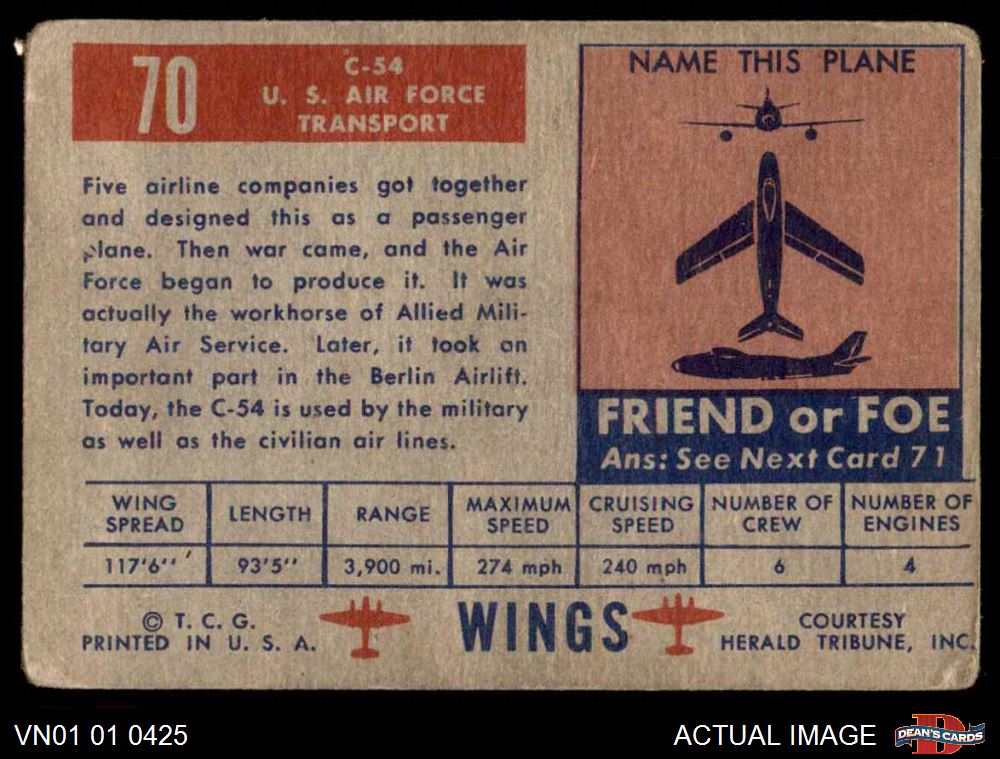 70
C-54
U. S. AIR FORCE
TRANSPORT
Five airline companies got together
and designed this as a passenger
plane. Then war came, and the Air
Force began to produce it. It was
actually the workhorse of Allied Mili-
tary Air Service. Later, it took an
important part in the Berlin Airlift.
Today, the C-54 is used by the military
as well as the civilian air lines.
NAME THIS PLANE
FRIEND or FOE
Ans: See Next Card 71
WING SPREAD LENGTH RANGE MAXIMUM SPEED CRUISING SPEED NUMBER OF CREW NUMBER OF ENGINES
117'6'' 93'5'' 3,900 mi. 274 mph 240 mph 6 4
© T. C. G.
PRINTED IN U. S. A.
WINGS
COURTESY
HERALD TRIBUNE, INC.
VN01 01 0425
ACTUAL IMAGE
D
DEAN'S CARDS